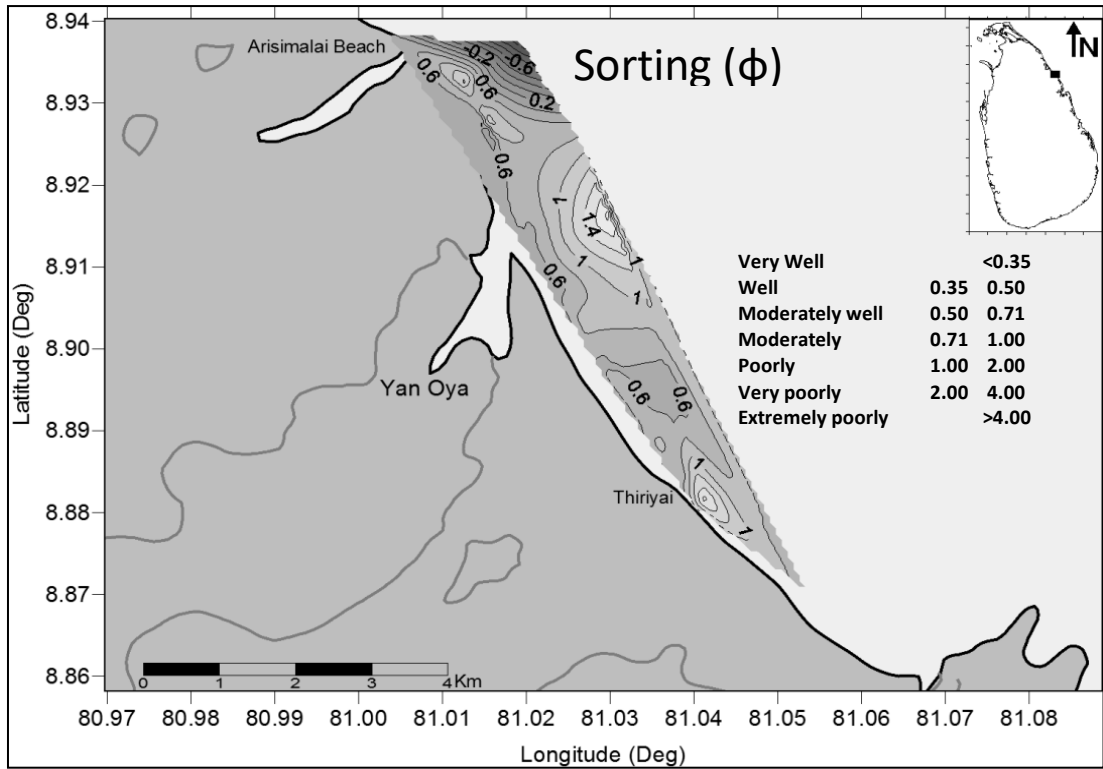 Sorting (ϕ)
N
Arisimalai Beach
Yan Oya
Thiriyai
-0.2
-0.6
0.6
0.6
0.2
0.6
1
1.4
1
1
0.6
1
0.6
0.6
1
1
Very Well <0.35
Well 0.35 0.50
Moderately well 0.50 0.71
Moderately 0.71 1.00
Poorly 1.00 2.00
Very poorly 2.00 4.00
Extremely poorly >4.00
0 1 2 3 4 Km
Latitude (Deg)
8.94
8.93
8.92
8.91
8.90
8.89
8.88
8.87
8.86
80.97 80.98 80.99 81.00 81.01 81.02 81.03 81.04 81.05 81.06 81.07 81.08
Longitude (Deg)